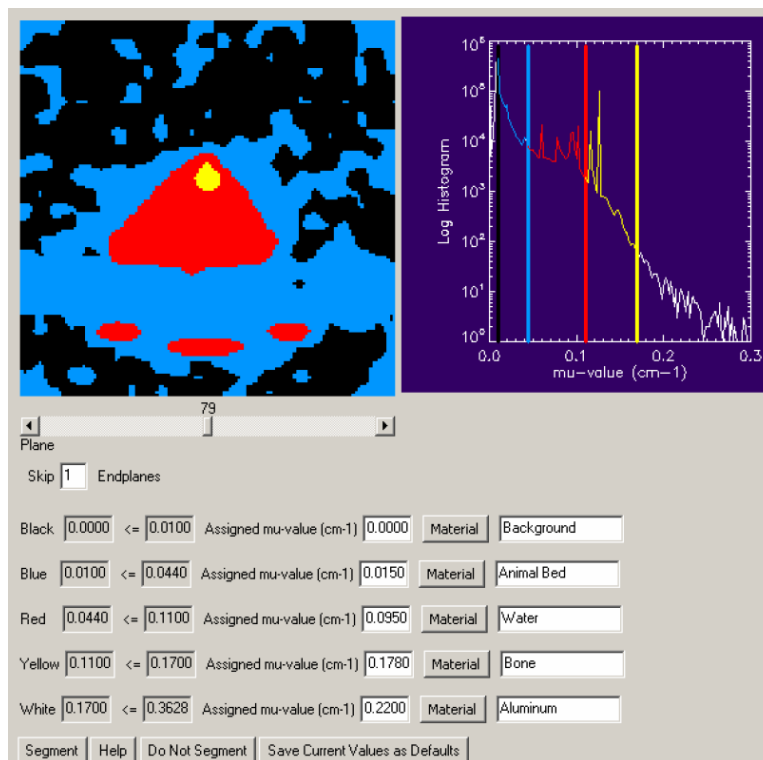 10⁶
10⁵
10⁴
10³
10²
10¹
10⁰
Log Histogram
0.0 0.1 0.2 0.3
mu-value (cm-1)
79
Plane
Skip 1 Endplanes
Black 0.0000 <= 0.0100 Assigned mu-value (cm-1) 0.0000 Material Background
Blue 0.0100 <= 0.0440 Assigned mu-value (cm-1) 0.0150 Material Animal Bed
Red 0.0440 <= 0.1100 Assigned mu-value (cm-1) 0.0950 Material Water
Yellow 0.1100 <= 0.1700 Assigned mu-value (cm-1) 0.1780 Material Bone
White 0.1700 <= 0.3628 Assigned mu-value (cm-1) 0.2200 Material Aluminum
Segment Help Do Not Segment Save Current Values as Defaults